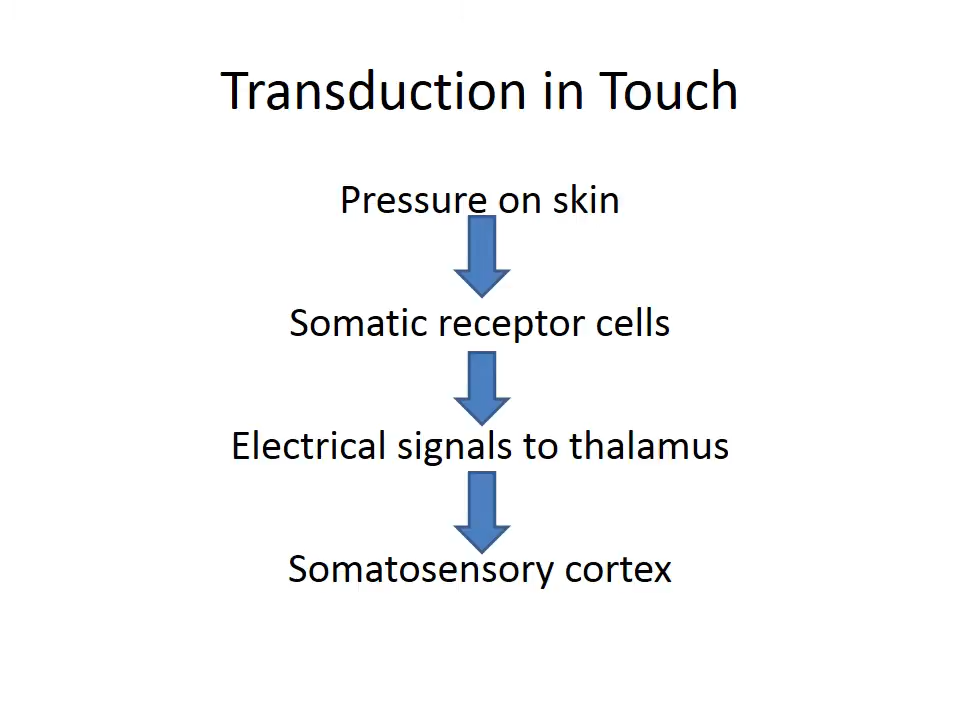 Transduction in Touch
Pressure on skin
Somatic receptor cells
Electrical signals to thalamus
Somatosensory cortex